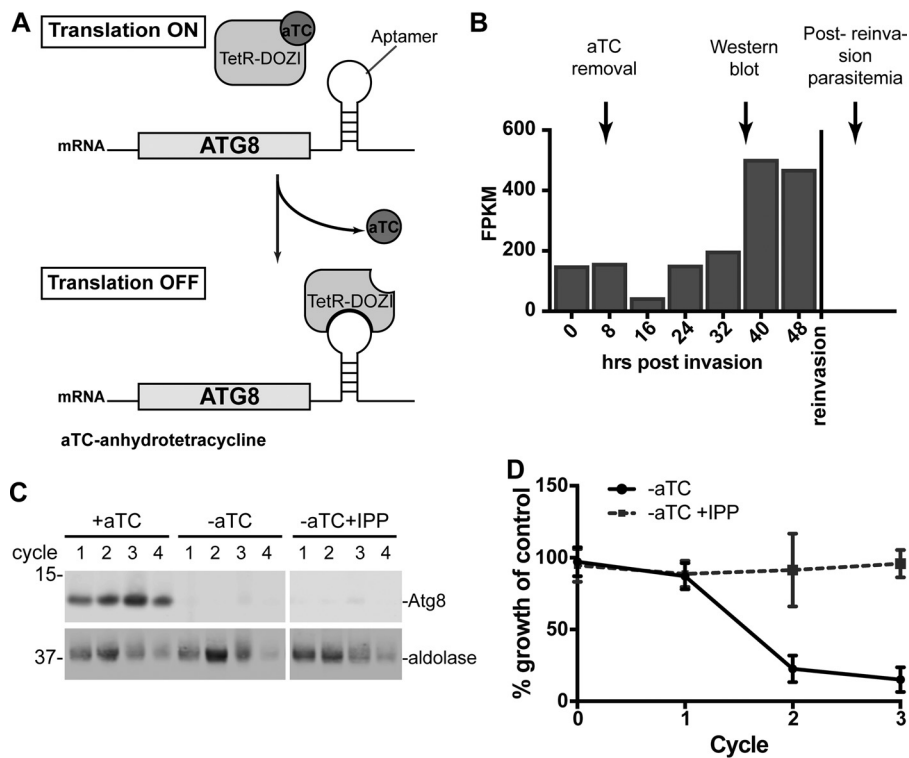 A
Translation ON
aTC
TetR-DOZI
Aptamer
mRNA
ATG8
aTC
Translation OFF
TetR-DOZI
mRNA
ATG8
aTC-anhydrotetracycline
B
aTC
removal
Western
blot
Post- reinva-
sion
parasitemia
600
400
200
0
FPKM
0 8 16 24 32 40 48
reinvasion
hrs post invasion
C
+aTC -aTC -aTC+IPP
cycle 1 2 3 4 1 2 3 4 1 2 3 4
15-
-Atg8
37-
-aldolase
D
-aTC
-aTC +IPP
150
100
50
0
% growth of control
0 1 2 3
Cycle